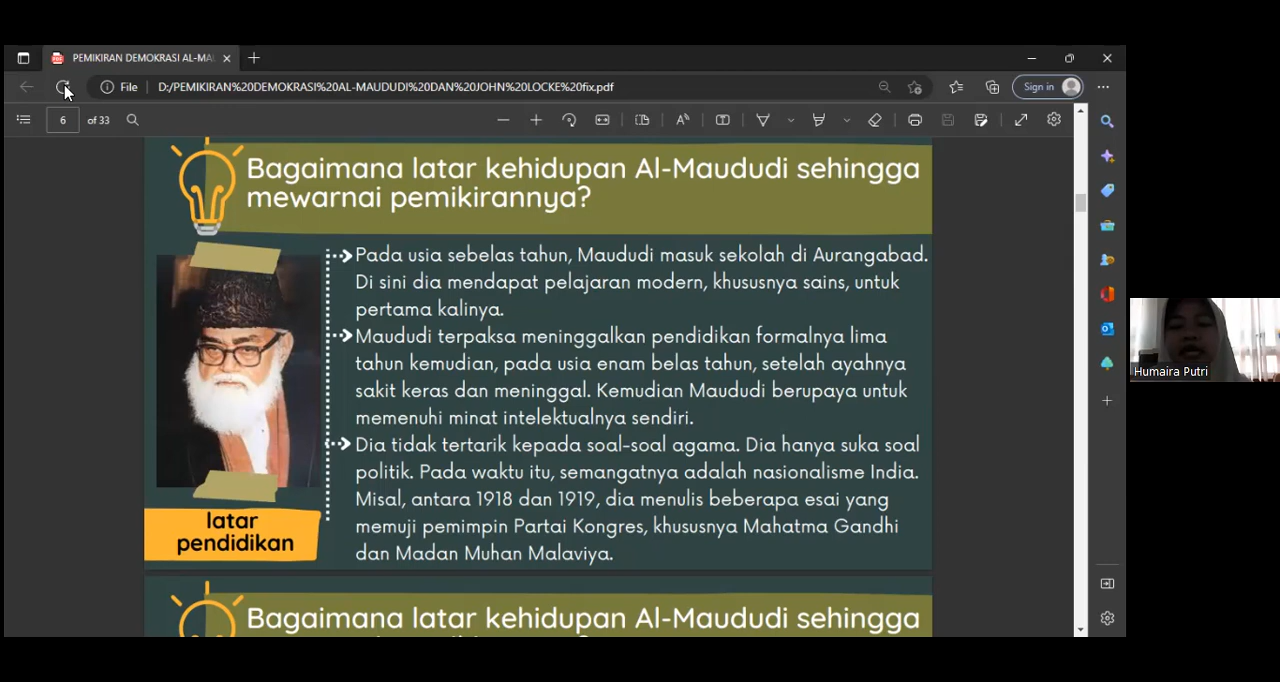 PEMIKIRAN DEMOKRASI AL-MA
File
D:/PEMIKIRAN%20DEMOKRASI%20AL-MAUDUDI%20DAN%20JOHN%20LOCKE%20fix.pdf
Sign in
6 of 33
Bagaimana latar kehidupan Al-Maududi sehingga
mewarnai pemikirannya?
Pada usia sebelas tahun, Maududi masuk sekolah di Aurangabad.
Di sini dia mendapat pelajaran modern, khususnya sains, untuk
pertama kalinya.
Maududi terpaksa meninggalkan pendidikan formalnya lima
tahun kemudian, pada usia enam belas tahun, setelah ayahnya
sakit keras dan meninggal. Kemudian Maududi berupaya untuk
memenuhi minat intelektualnya sendiri.
Dia tidak tertarik kepada soal-soal agama. Dia hanya suka soal
politik. Pada waktu itu, semangatnya adalah nasionalisme India.
Misal, antara 1918 dan 1919, dia menulis beberapa esai yang
memuji pemimpin Partai Kongres, khususnya Mahatma Gandhi
dan Madan Muhan Malaviya.
latar
pendidikan
Bagaimana latar kehidupan Al-Maududi sehingga
Humaira Putri